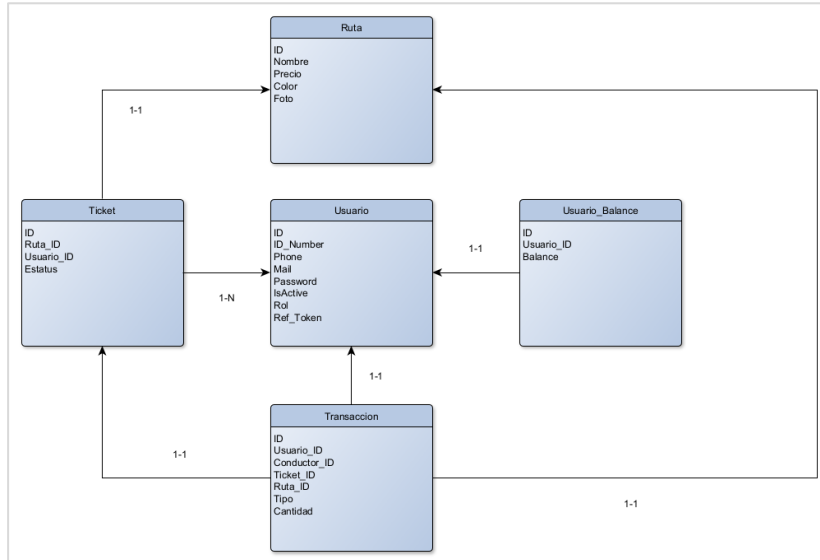 Ruta
ID
Nombre
Precio
Color
Foto
1-1
Ticket
ID
Ruta_ID
Usuario_ID
Estatus
Usuario
ID
ID_Number
Phone
Mail
Password
IsActive
Rol
Ref_Token
Usuario_Balance
ID
Usuario_ID
Balance
1-1
1-N
1-1
Transaccion
ID
Usuario_ID
Conductor_ID
Ticket_ID
Ruta_ID
Tipo
Cantidad
1-1
1-1